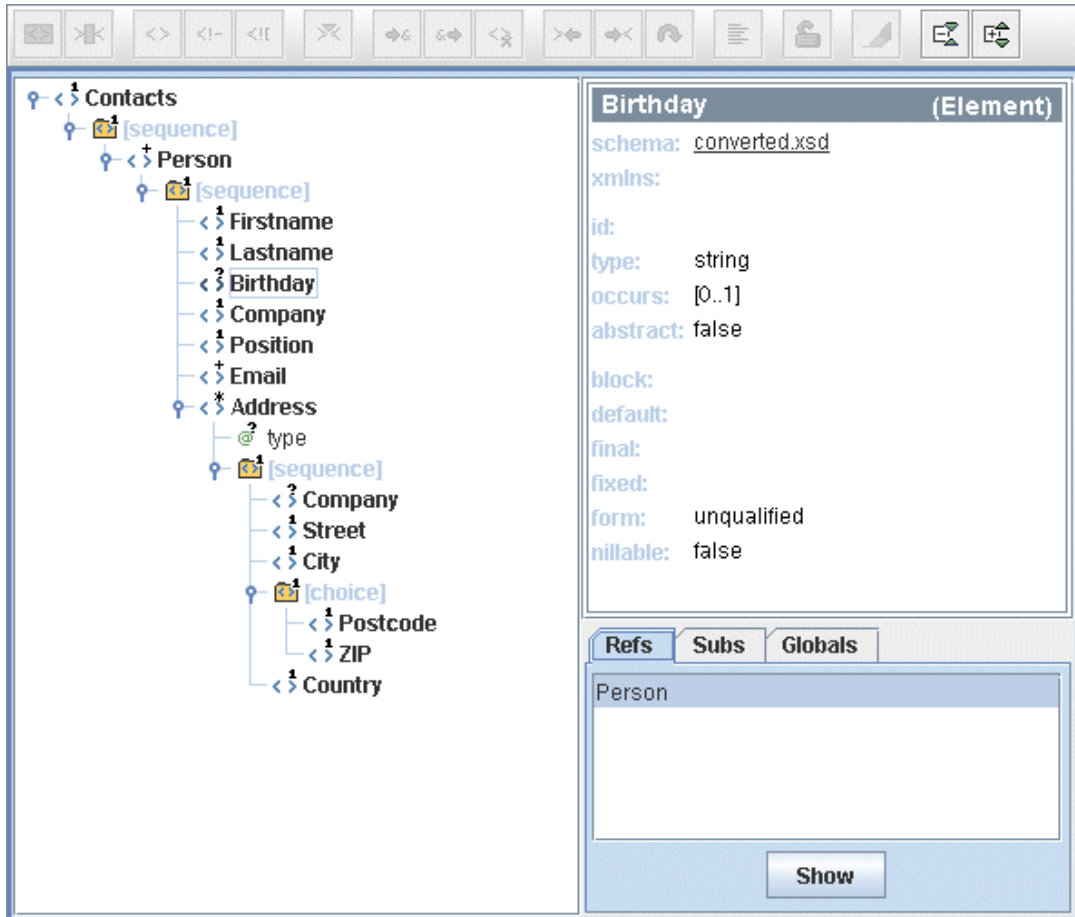 Contacts
[sequence]
Person
[sequence]
Firstname
Lastname
Birthday
Company
Position
Email
Address
type
[sequence]
Company
Street
City
[choice]
Postcode
ZIP
Country
Birthday (Element)
schema: converted.xsd
xmlns:
id:
type: string
occurs: [0..1]
abstract: false
block:
default:
final:
fixed:
form: unqualified
nillable: false
Refs Subs Globals
Person
Show